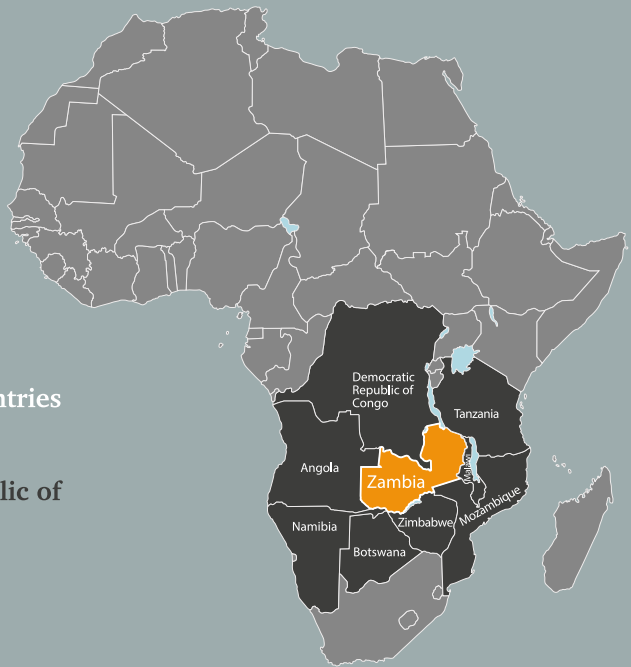 ntries
lic of
Democratic
Republic of
Congo
Tanzania
Angola
Zambia
Malawi
Mozambique
Namibia
Zimbabwe
Botswana